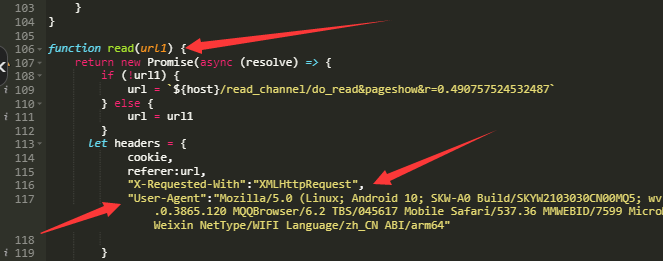 103 }
104 }
105
106 function read(url1) {
107 return new Promise(async (resolve) => {
108 if (!url1) {
109 url = `${host}/read_channel/do_read&pageshow&r=0.490757524532487`
110 } else {
111 url = url1
112 }
113 let headers = {
114 cookie,
115 referer:url,
116 "X-Requested-With":"XMLHttpRequest",
117 "User-Agent":"Mozilla/5.0 (Linux; Android 10; SKW-A0 Build/SKYW2103030CN00MQ5; wv
.0.3865.120 MQQBrowser/6.2 TBS/045617 Mobile Safari/537.36 MMWEBID/7599 Micro
Weixin NetType/WIFI Language/zh_CN ABI/arm64"
118
119 }